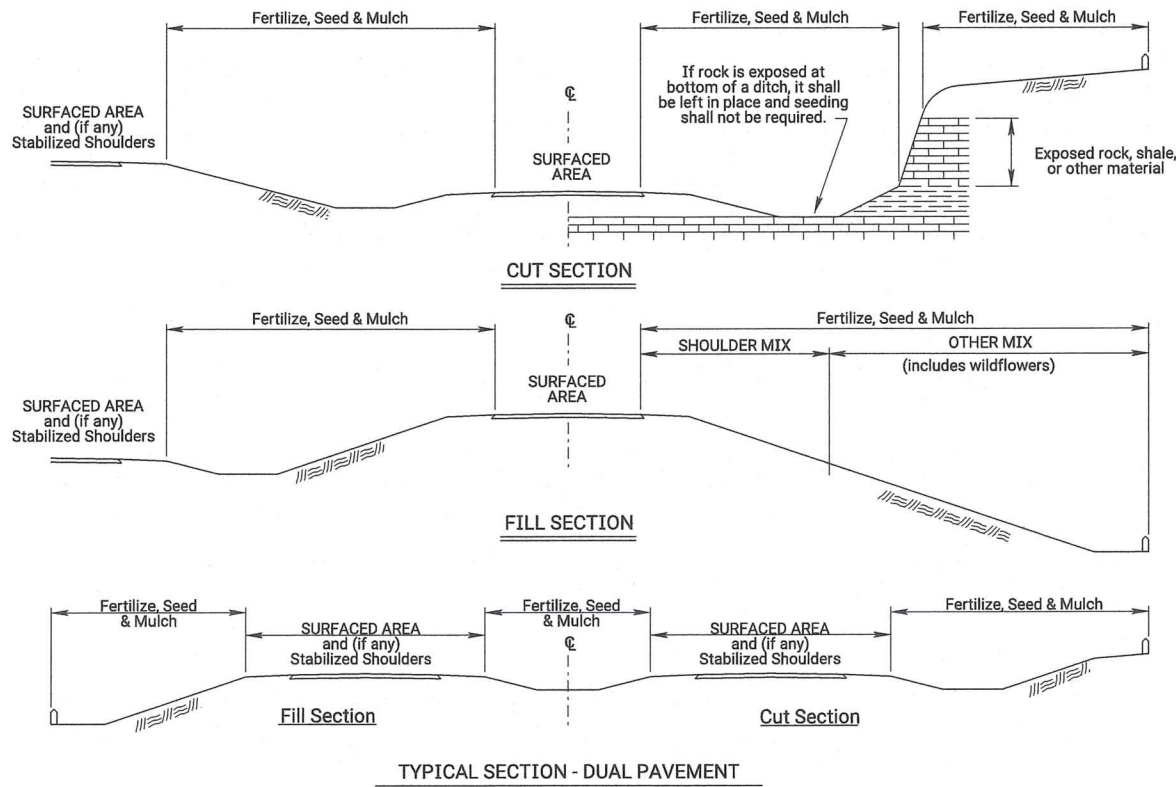 Fertilize, Seed & Mulch
Fertilize, Seed & Mulch
Fertilize, Seed & Mulch
If rock is exposed at
bottom of a ditch, it shall
be left in place and seeding
shall not be required.
℄
SURFACED AREA
and (if any)
Stabilized Shoulders
SURFACED
AREA
Exposed rock, shale,
or other material
CUT SECTION
Fertilize, Seed & Mulch
℄
Fertilize, Seed & Mulch
SHOULDER MIX
OTHER MIX
(includes wildflowers)
SURFACED
AREA
SURFACED AREA
and (if any)
Stabilized Shoulders
FILL SECTION
Fertilize, Seed
& Mulch
Fertilize, Seed
& Mulch
Fertilize, Seed & Mulch
SURFACED AREA
and (if any)
Stabilized Shoulders
℄
SURFACED AREA
and (if any)
Stabilized Shoulders
Fill Section
Cut Section
TYPICAL SECTION - DUAL PAVEMENT